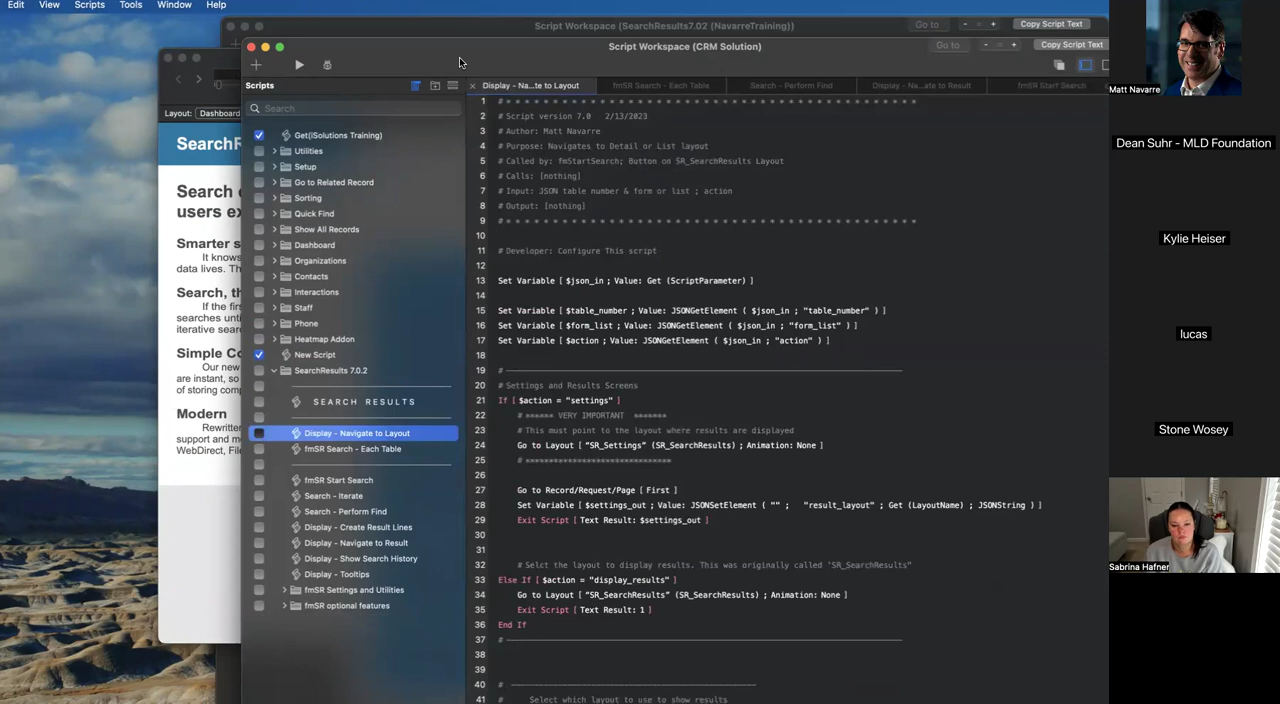 Edit View Scripts Tools Window Help
Script Workspace (SearchResults7.02 (NavarreTraining))
Go to
Copy Script Text
Script Workspace (CRM Solution)
Go to
Copy Script Text
Scripts
Search
Get(iSolutions Training)
Utilities
Setup
Go to Related Record
Sorting
Quick Find
Show All Records
Dashboard
Organizations
Contacts
Interactions
Staff
Phone
Heatmap Addon
New Script
SearchResults 7.0.2
SEARCH RESULTS
Display - Navigate to Layout
fmSR Search - Each Table
fmSR Start Search
Search - Iterate
Search - Perform Find
Display - Create Result Lines
Display - Navigate to Result
Display - Show Search History
Display - Tooltips
fmSR Settings and Utilities
fmSR optional features
Layout: Dashboard
SearchR
Search
users ex
Smarter s
It knows
data lives. Th
Search, th
If the firs
searches unti
iterative sear
Simple Co
Our new
are instant, so
of storing comp
Modern
Rewritte
support and m
WebDirect, File
Display - Na...te to Layout
fmSR Search - Each Table
Search - Perform Find
Display - Na...te to Result
fmSR Start Search
1 # * * * * * * * * * * * * * * * * * * * * * * * * * * * * * * * * * * * * * * * *
2 # Script version 7.0 2/13/2023
3 # Author: Matt Navarre
4 # Purpose: Navigates to Detail or List layout
5 # Called by: fmStartSearch; Button on SR_SearchResults Layout
6 # Calls: [nothing]
7 # Input: JSON table number & form or list ; action
8 # Output: [nothing]
9 # * * * * * * * * * * * * * * * * * * * * * * * * * * * * * * * * * * * * * * * *
10
11 # Developer: Configure This script
12
13 Set Variable [ $json_in ; Value: Get (ScriptParameter) ]
14
15 Set Variable [ $table_number ; Value: JSONGetElement ( $json_in ; "table_number" ) ]
16 Set Variable [ $form_list ; Value: JSONGetElement ( $json_in ; "form_list" ) ]
17 Set Variable [ $action ; Value: JSONGetElement ( $json_in ; "action" ) ]
18
19 #
20 # Settings and Results Screens
21 If [ $action = "settings" ]
22 # ****** VERY IMPORTANT *******
23 # This must point to the layout where results are displayed
24 Go to Layout [ "SR_Settings" (SR_SearchResults) ; Animation: None ]
25 # ******************************
26
27 Go to Record/Request/Page [ First ]
28 Set Variable [ $settings_out ; Value: JSONSetElement ( "" ; "result_layout" ; Get (LayoutName) ; JSONString ) ]
29 Exit Script [ Text Result: $settings_out ]
30
31
32 # Selct the layout to display results. This was originally called 'SR_SearchResults"
33 Else If [ $action = "display_results" ]
34 Go to Layout [ "SR_SearchResults" (SR_SearchResults) ; Animation: None ]
35 Exit Script [ Text Result: 1 ]
36 End If
37 #
38
39
40 #
41 # Select which layout to use to show results
Matt Navarre
Dean Suhr - MLD Foundation
Kylie Heiser
lucas
Stone Wosey
Sabrina Hafner